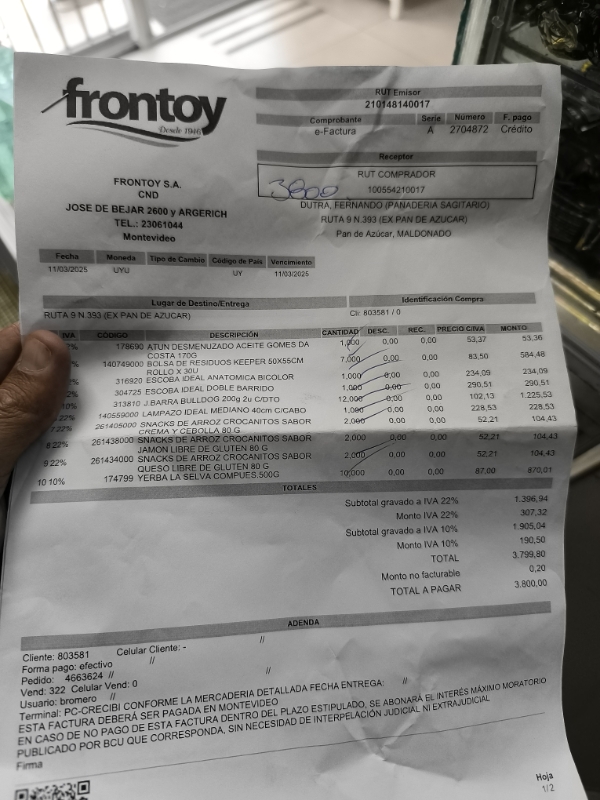 frontoy
Desde 1944
FRONTOY S.A.
CND
JOSE DE BEJAR 2600 y ARGERICH
TEL.: 23061044
Montevideo
RUT Emisor
210148140017
Comprobante Serie Número F. pago
e-Factura A 2704872 Crédito
Receptor
RUT COMPRADOR
3800
100554210017
DUTRA, FERNANDO (PANADERIA SAGITARIO)
RUTA 9 N.393 (EX PAN DE AZUCAR)
Pan de Azúcar, MALDONADO
Fecha Moneda Tipo de Cambio Código de País Vencimiento
11/03/2025 UYU UY 11/03/2025
Lugar de Destino/Entrega Identificación Compra
RUTA 9 N.393 (EX PAN DE AZUCAR) Cli: 803581 / 0
IVA CÓDIGO DESCRIPCIÓN CANTIDAD DESC. REC. PRECIO C/IVA MONTO
178690 ATUN DESMENUZADO ACEITE GOMES DA 1,000 0,00 0,00 53,37 53,36
COSTA 170G
140749000 BOLSA DE RESIDUOS KEEPER 50X55CM 7,000 0,00 0,00 83,50 584,48
ROLLO X 30U
316920 ESCOBA IDEAL ANATOMICA BICOLOR 1,000 0,00 0,00 234,09 234,09
304725 ESCOBA IDEAL DOBLE BARRIDO 1,000 0,00 0,00 290,51 290,51
313810 J.BARRA BULLDOG 200g 2u C/DTO 12,000 0,00 0,00 102,13 1.225,53
140559000 LAMPAZO IDEAL MEDIANO 40cm C/CABO 1,000 0,00 0,00 228,53 228,53
7 22% 261405000 SNACKS DE ARROZ CROCANITOS SABOR 2,000 0,00 0,00 52,21 104,43
CREMA Y CEBOLLA 80 G
8 22% 261438000 SNACKS DE ARROZ CROCANITOS SABOR 2,000 0,00 0,00 52,21 104,43
JAMON LIBRE DE GLUTEN 80 G
9 22% 261434000 SNACKS DE ARROZ CROCANITOS SABOR 2,000 0,00 0,00 52,21 104,43
QUESO LIBRE DE GLUTEN 80 G
10 10% 174799 YERBA LA SELVA COMPUES.500G 10,000 0,00 0,00 87,00 870,01
TOTALES
Subtotal gravado a IVA 22% 1.396,94
Monto IVA 22% 307,32
Subtotal gravado a IVA 10% 1.905,04
Monto IVA 10% 190,50
TOTAL 3.799,80
Monto no facturable 0,20
TOTAL A PAGAR 3.800,00
ADENDA
Cliente: 803581 Celular Cliente: - //
Forma pago: efectivo //
Pedido: 4663624 // //
Vend: 322 Celular Vend: 0
Usuario: bromero //
Terminal: PC-CRECIBI CONFORME LA MERCADERIA DETALLADA FECHA ENTREGA: //
ESTA FACTURA DEBERÁ SER PAGADA EN MONTEVIDEO
EN CASO DE NO PAGO DE ESTA FACTURA DENTRO DEL PLAZO ESTIPULADO, SE ABONARÁ EL INTERÉS MÁXIMO MORATORIO
PUBLICADO POR BCU QUE CORRESPONDA, SIN NECESIDAD DE INTERPELACIÓN JUDICIAL NI EXTRAJUDICIAL
Firma
Hoja
1/2